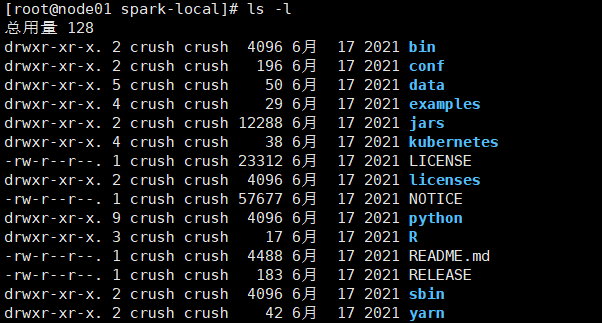 [root@node01 spark-local]# ls -l
总用量 128
drwxr-xr-x. 2 crush crush  4096 6月  17 2021 bin
drwxr-xr-x. 2 crush crush   196 6月  17 2021 conf
drwxr-xr-x. 5 crush crush    50 6月  17 2021 data
drwxr-xr-x. 4 crush crush    29 6月  17 2021 examples
drwxr-xr-x. 2 crush crush 12288 6月  17 2021 jars
drwxr-xr-x. 4 crush crush    38 6月  17 2021 kubernetes
-rw-r--r--. 1 crush crush 23312 6月  17 2021 LICENSE
drwxr-xr-x. 2 crush crush  4096 6月  17 2021 licenses
-rw-r--r--. 1 crush crush 57677 6月  17 2021 NOTICE
drwxr-xr-x. 9 crush crush  4096 6月  17 2021 python
drwxr-xr-x. 3 crush crush    17 6月  17 2021 R
-rw-r--r--. 1 crush crush  4488 6月  17 2021 README.md
-rw-r--r--. 1 crush crush   183 6月  17 2021 RELEASE
drwxr-xr-x. 2 crush crush  4096 6月  17 2021 sbin
drwxr-xr-x. 2 crush crush    42 6月  17 2021 yarn